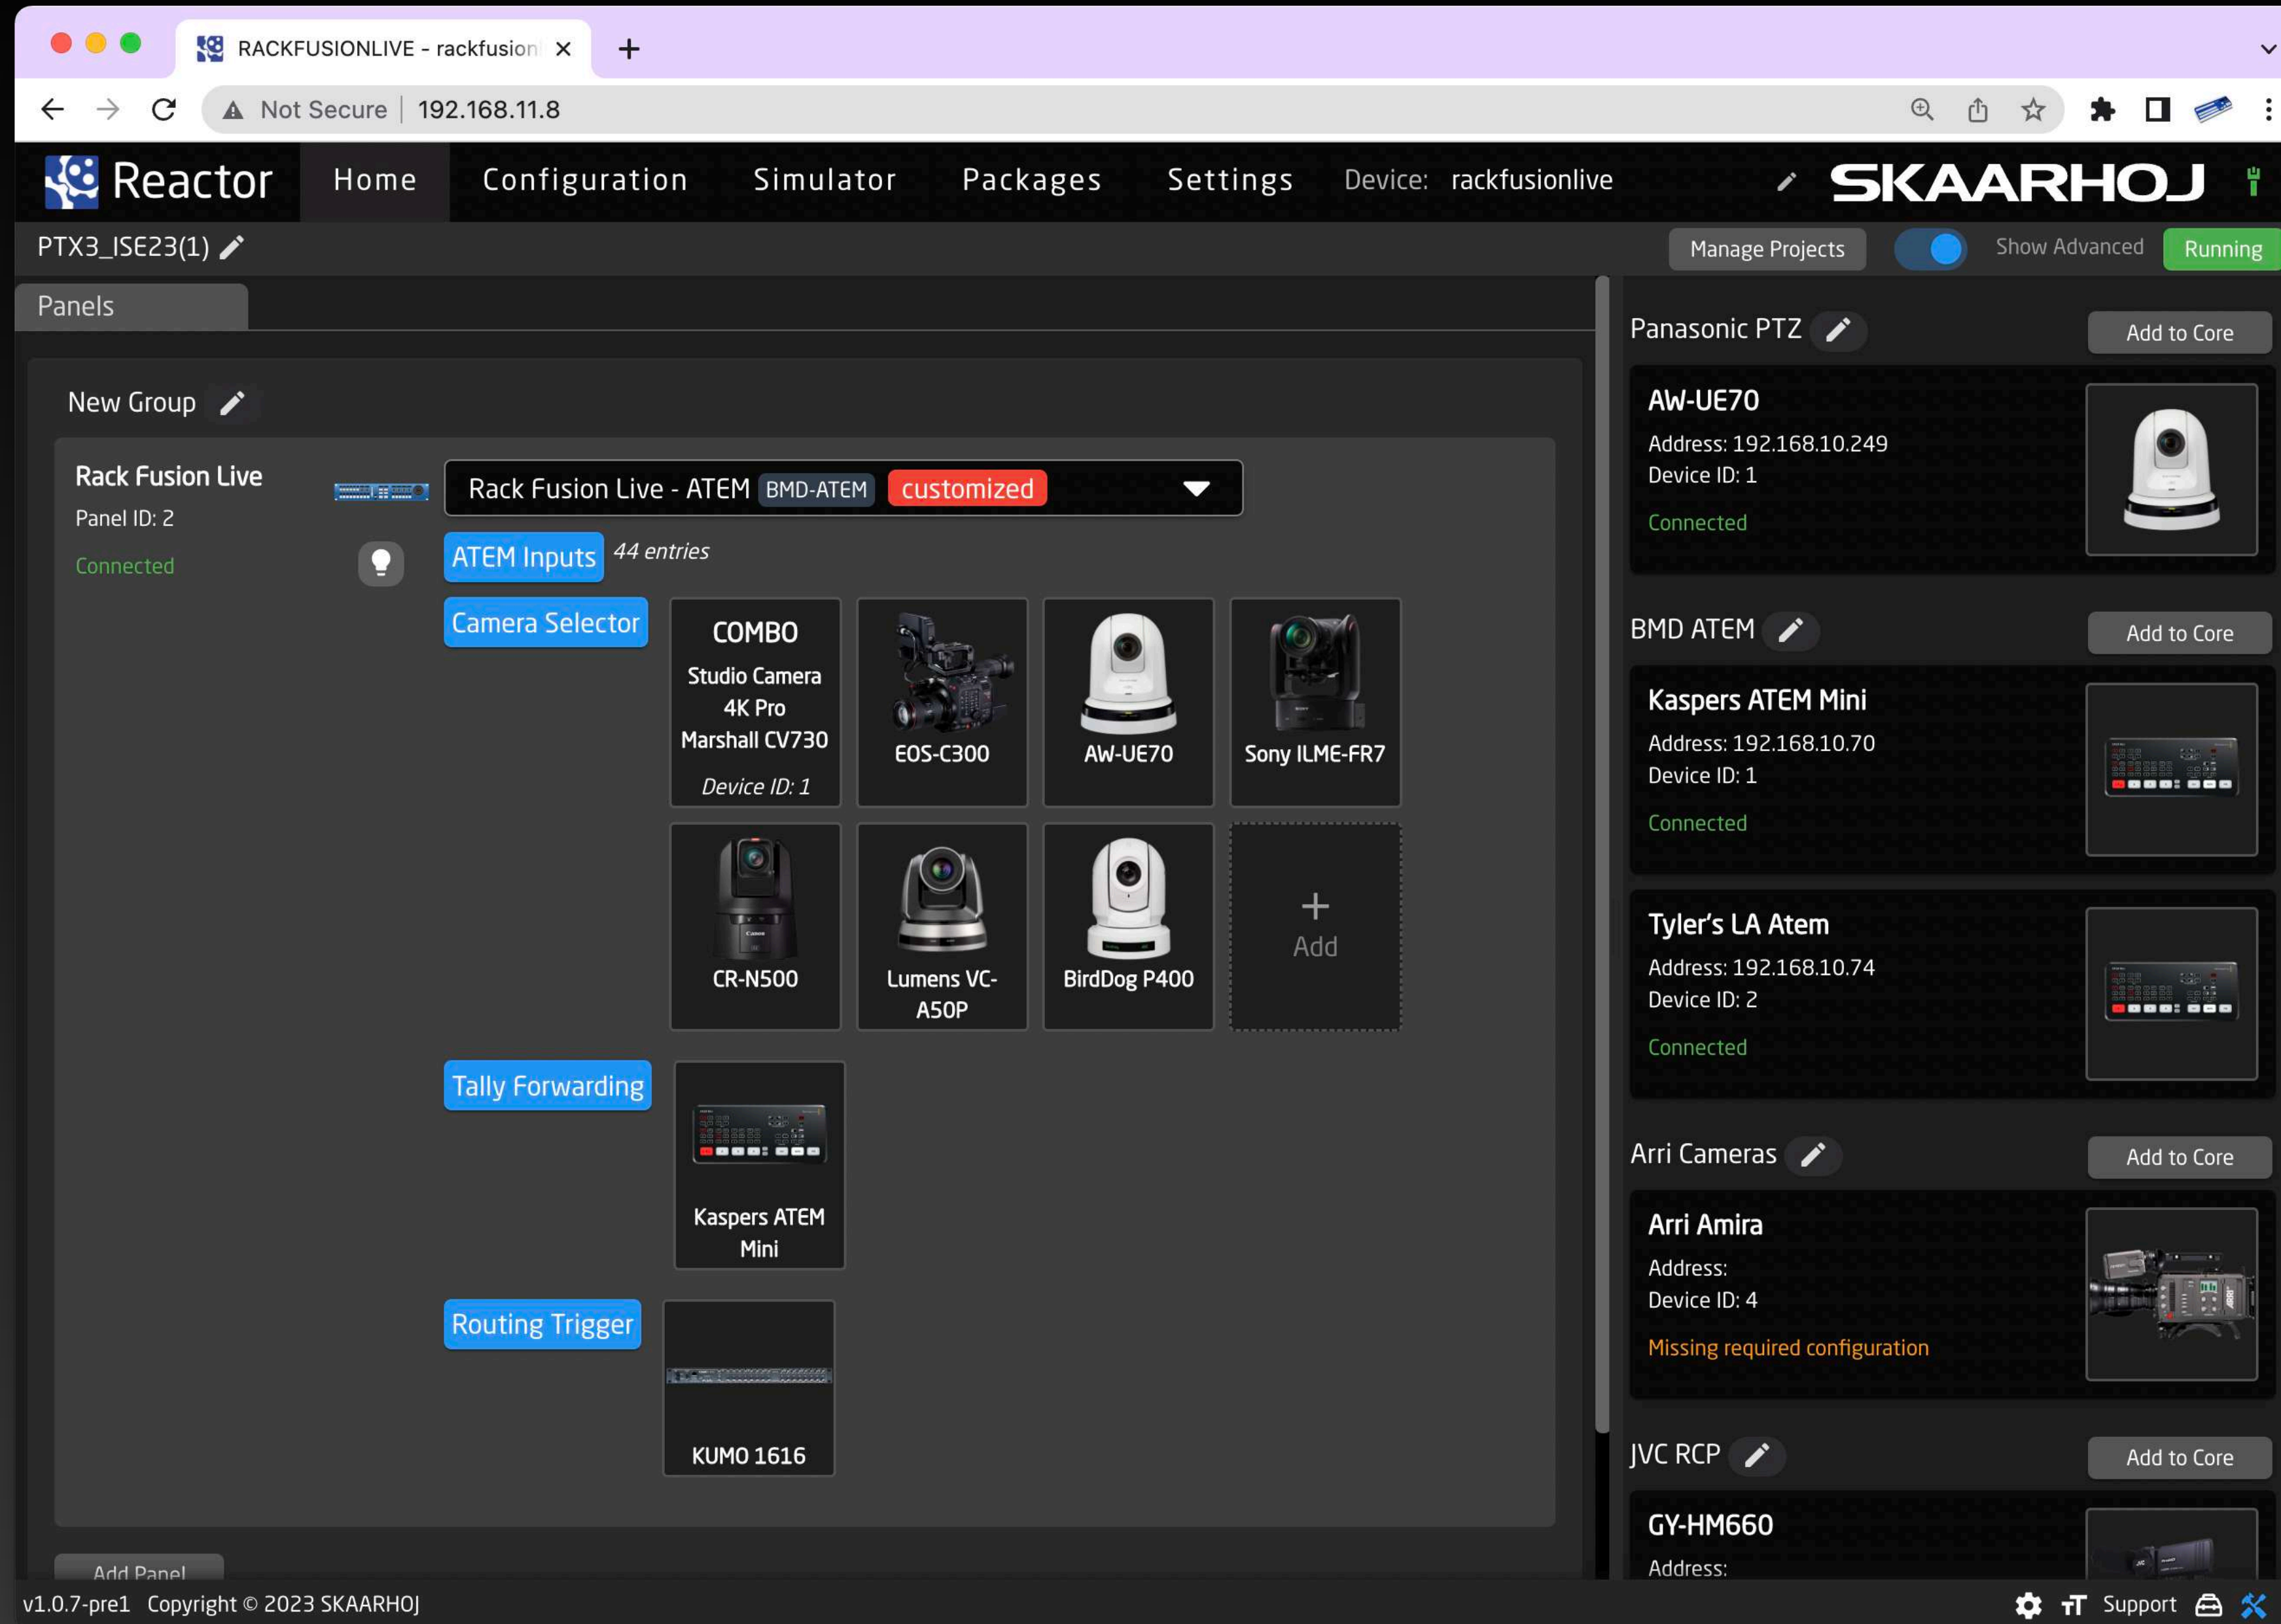 RACKFUSIONLIVE - rackfusion
Not Secure 192.168.11.8
Reactor Home Configuration Simulator Packages Settings Device: rackfusionlive SKAARHOJ
PTX3_ISE23(1) Manage Projects Show Advanced Running
Panels
New Group
Rack Fusion Live
Panel ID: 2
Connected
Rack Fusion Live - ATEM BMD-ATEM customized
ATEM Inputs 44 entries
Camera Selector
COMBO
Studio Camera
4K Pro
Marshall CV730
Device ID: 1
EOS-C300
AW-UE70
Sony ILME-FR7
CR-N500
Lumens VC-
A50P
BirdDog P400
+
Add
Tally Forwarding
Kaspers ATEM
Mini
Routing Trigger
KUMO 1616
Add Panel
Panasonic PTZ Add to Core
AW-UE70
Address: 192.168.10.249
Device ID: 1
Connected
BMD ATEM Add to Core
Kaspers ATEM Mini
Address: 192.168.10.70
Device ID: 1
Connected
Tyler's LA Atem
Address: 192.168.10.74
Device ID: 2
Connected
Arri Cameras Add to Core
Arri Amira
Address:
Device ID: 4
Missing required configuration
JVC RCP Add to Core
GY-HM660
Address:
v1.0.7-pre1 Copyright © 2023 SKAARHOJ
Support